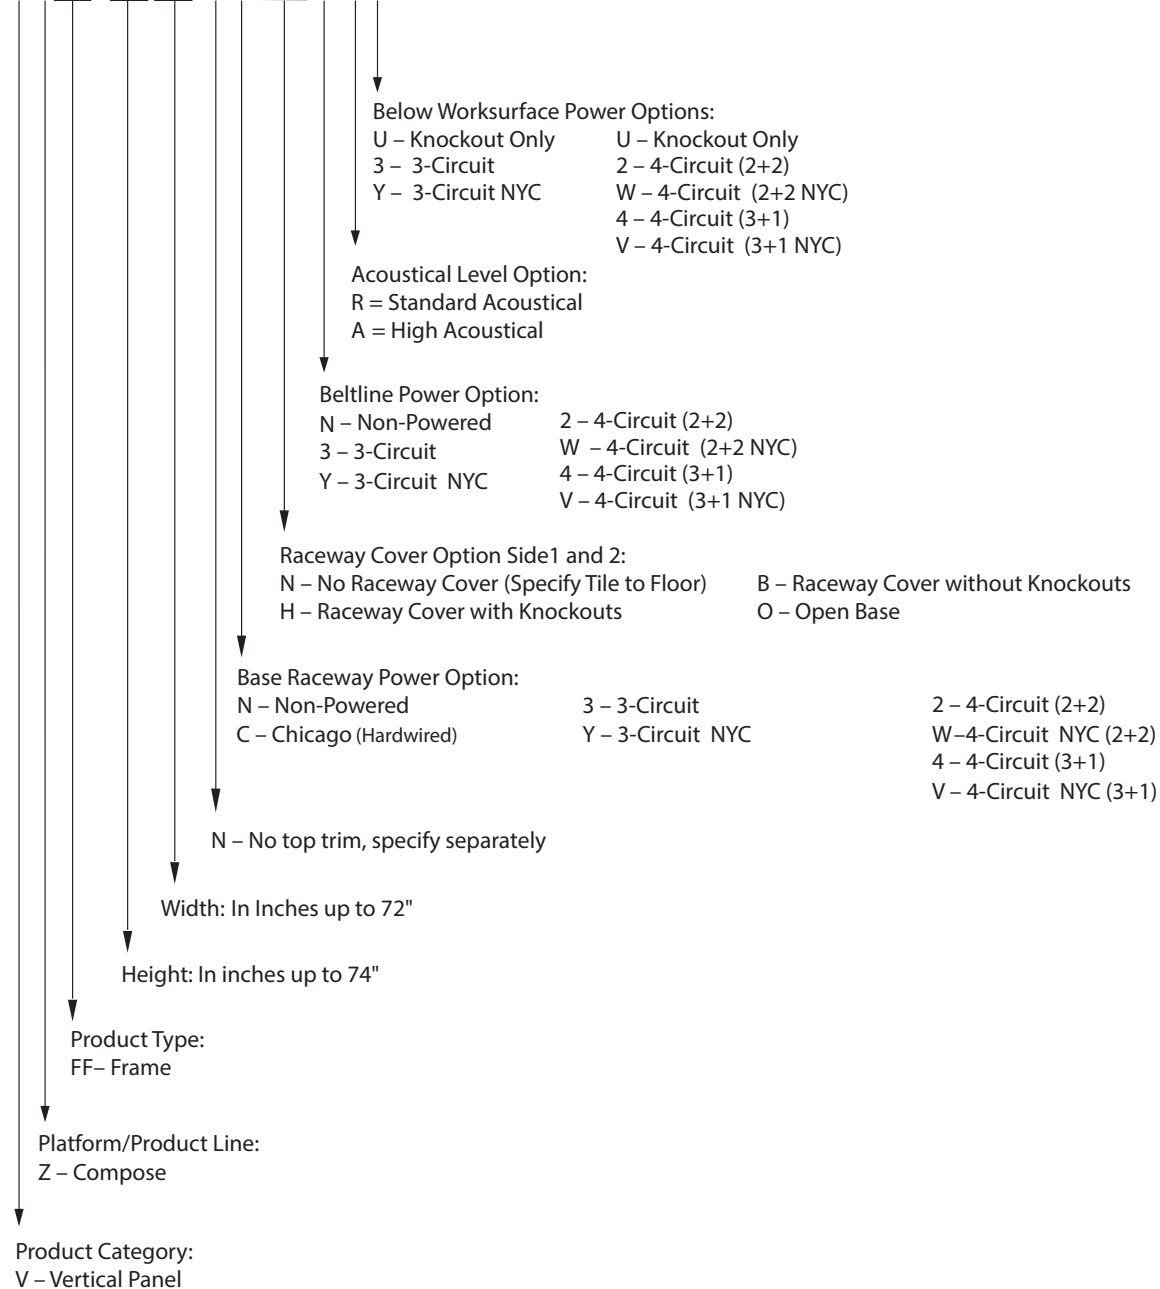 Below Worksurface Power Options:
U – Knockout Only U – Knockout Only
3 – 3-Circuit 2 – 4-Circuit (2+2)
Y – 3-Circuit NYC W – 4-Circuit (2+2 NYC)
4 – 4-Circuit (3+1)
V – 4-Circuit (3+1 NYC)
Acoustical Level Option:
R = Standard Acoustical
A = High Acoustical
Beltline Power Option:
N – Non-Powered 2 – 4-Circuit (2+2)
3 – 3-Circuit W – 4-Circuit (2+2 NYC)
Y – 3-Circuit NYC 4 – 4-Circuit (3+1)
V – 4-Circuit (3+1 NYC)
Raceway Cover Option Side1 and 2:
N – No Raceway Cover (Specify Tile to Floor) B – Raceway Cover without Knockouts
H – Raceway Cover with Knockouts O – Open Base
Base Raceway Power Option:
N – Non-Powered 3 – 3-Circuit 2 – 4-Circuit (2+2)
C – Chicago (Hardwired) Y – 3-Circuit NYC W–4-Circuit NYC (2+2)
4 – 4-Circuit (3+1)
V – 4-Circuit NYC (3+1)
N – No top trim, specify separately
Width: In Inches up to 72"
Height: In inches up to 74"
Product Type:
FF– Frame
Platform/Product Line:
Z – Compose
Product Category:
V – Vertical Panel